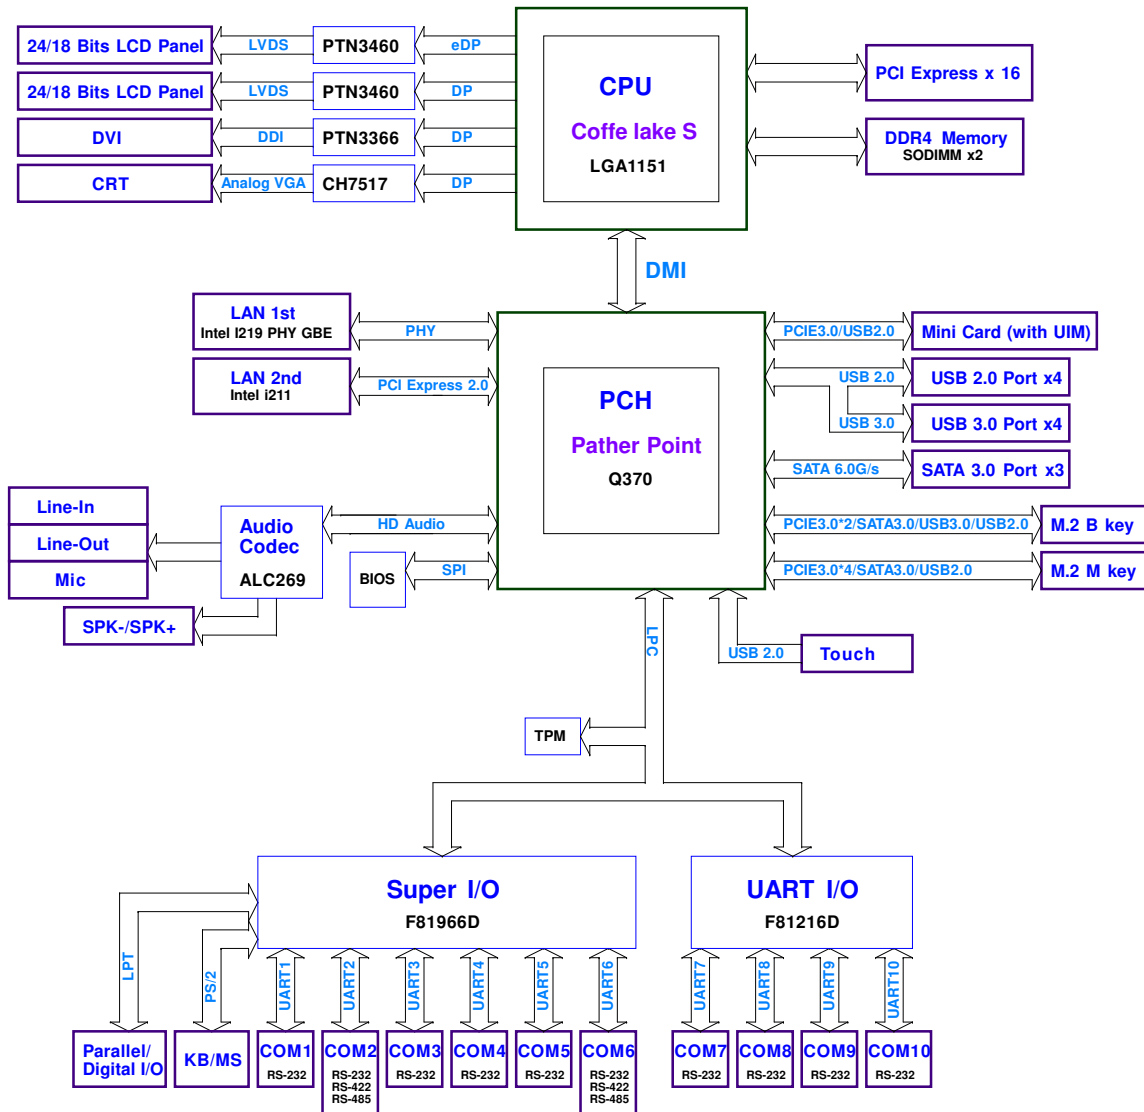 24/18 Bits LCD Panel
LVDS
PTN3460
eDP
24/18 Bits LCD Panel
LVDS
PTN3460
DP
DVI
DDI
PTN3366
DP
CRT
Analog VGA
CH7517
DP
CPU
Coffe lake S
LGA1151
PCI Express x 16
DDR4 Memory
SODIMM x2
DMI
LAN 1st
Intel I219 PHY GBE
PHY
LAN 2nd
Intel i211
PCI Express 2.0
PCH
Pather Point
Q370
PCIE3.0/USB2.0
Mini Card (with UIM)
USB 2.0
USB 2.0 Port x4
USB 3.0
USB 3.0 Port x4
SATA 6.0G/s
SATA 3.0 Port x3
PCIE3.0*2/SATA3.0/USB3.0/USB2.0
M.2 B key
PCIE3.0*4/SATA3.0/USB2.0
M.2 M key
Line-In
Line-Out
Mic
Audio
Codec
ALC269
HD Audio
BIOS
SPI
SPK-/SPK+
LPC
USB 2.0
Touch
TPM
Super I/O
F81966D
UART I/O
F81216D
LPT
PS/2
UART1
UART2
UART3
UART4
UART5
UART6
UART7
UART8
UART9
UART10
Parallel/
Digital I/O
KB/MS
COM1
RS-232
COM2
RS-232
RS-422
RS-485
COM3
RS-232
COM4
RS-232
COM5
RS-232
COM6
RS-232
RS-422
RS-485
COM7
RS-232
COM8
RS-232
COM9
RS-232
COM10
RS-232